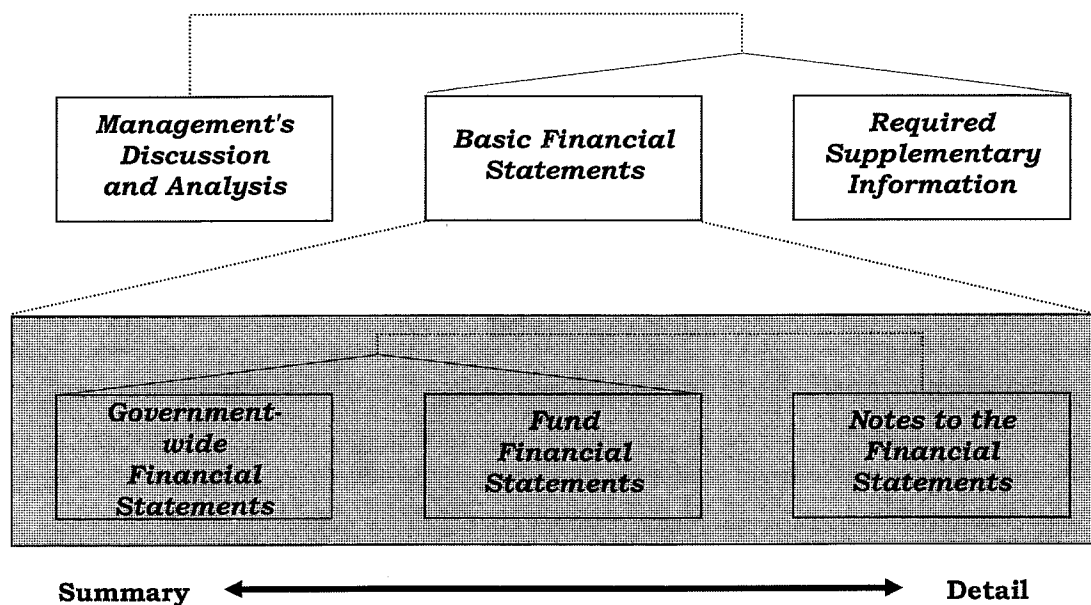 Management's
Discussion
and Analysis
Basic Financial
Statements
Required
Supplementary
Information
Government-
wide
Financial
Statements
Fund
Financial
Statements
Notes to the
Financial
Statements
Summary
Detail